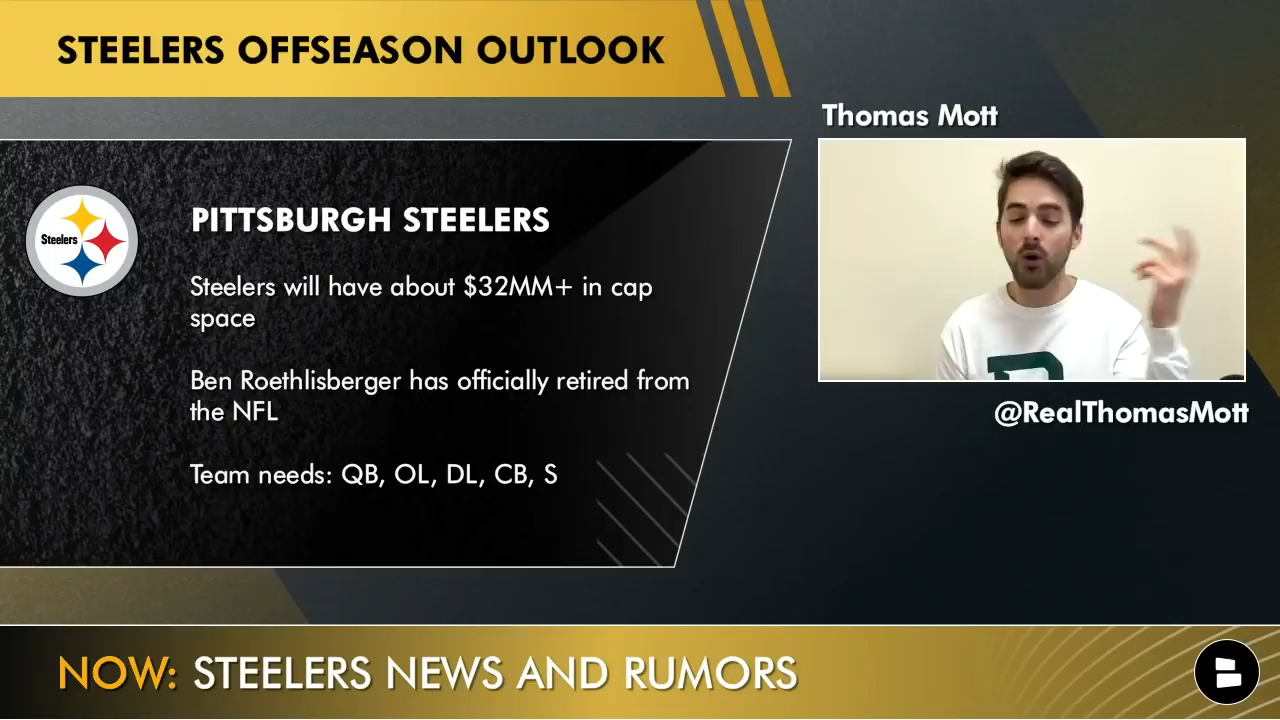 STEELERS OFFSEASON OUTLOOK
Thomas Mott
Steelers
PITTSBURGH STEELERS
Steelers will have about $32MM+ in cap
space
Ben Roethlisberger has officially retired from
the NFL
Team needs: QB, OL, DL, CB, S
@RealThomasMott
NOW: STEELERS NEWS AND RUMORS